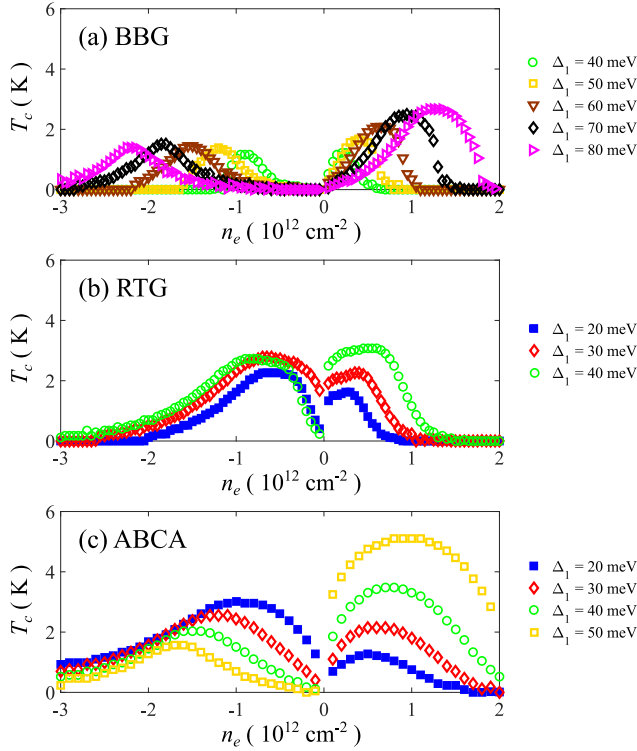 (a) BBG
T_c ( K )
6
4
2
0
-3 -2 -1 0 1 2
n_e ( 10^12 cm^-2 )
Δ_1 = 40 meV
Δ_1 = 50 meV
Δ_1 = 60 meV
Δ_1 = 70 meV
Δ_1 = 80 meV
(b) RTG
T_c ( K )
6
4
2
0
-3 -2 -1 0 1 2
n_e ( 10^12 cm^-2 )
Δ_1 = 20 meV
Δ_1 = 30 meV
Δ_1 = 40 meV
(c) ABCA
T_c ( K )
6
4
2
0
-3 -2 -1 0 1 2
n_e ( 10^12 cm^-2 )
Δ_1 = 20 meV
Δ_1 = 30 meV
Δ_1 = 40 meV
Δ_1 = 50 meV